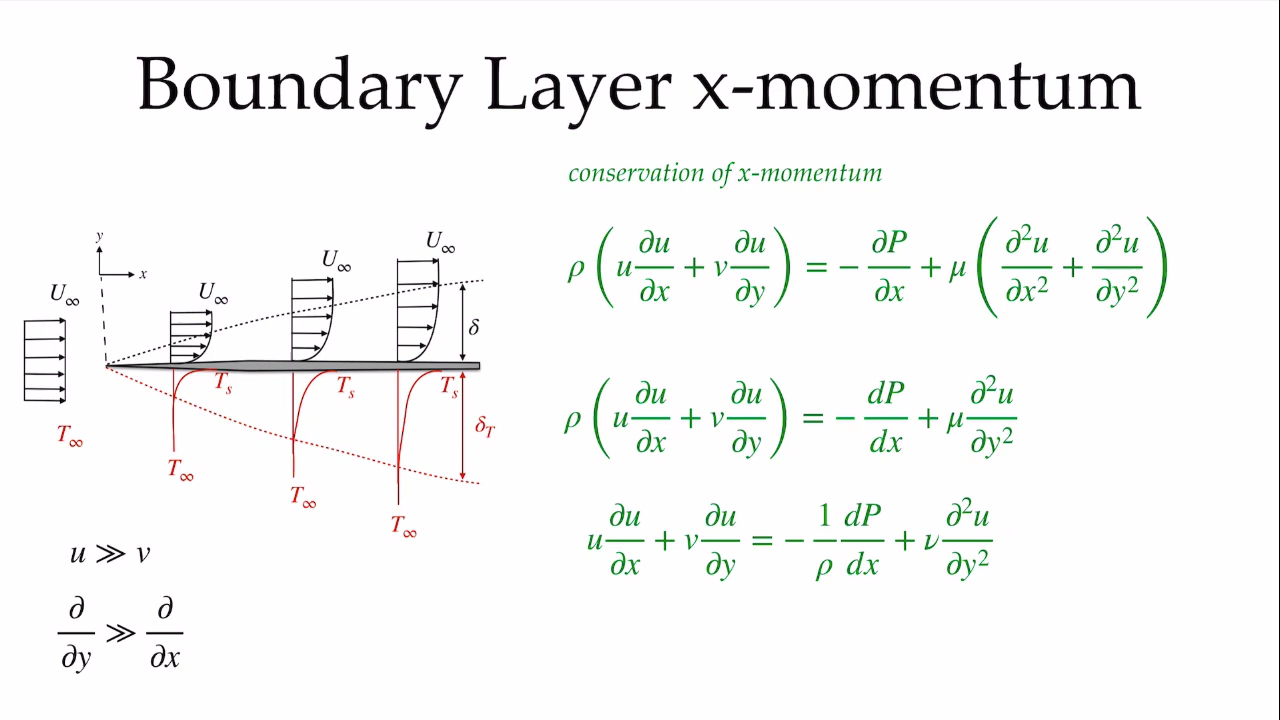 Boundary Layer x-momentum
conservation of x-momentum
ρ ( u ∂u/∂x + v ∂u/∂y ) = − ∂P/∂x + μ ( ∂²u/∂x² + ∂²u/∂y² )
ρ ( u ∂u/∂x + v ∂u/∂y ) = − dP/dx + μ ∂²u/∂y²
u ∂u/∂x + v ∂u/∂y = − 1/ρ dP/dx + ν ∂²u/∂y²
y
x
U∞
U∞
U∞
U∞
δ
Ts
Ts
Ts
δT
T∞
T∞
T∞
T∞
u ≫ v
∂/∂y ≫ ∂/∂x